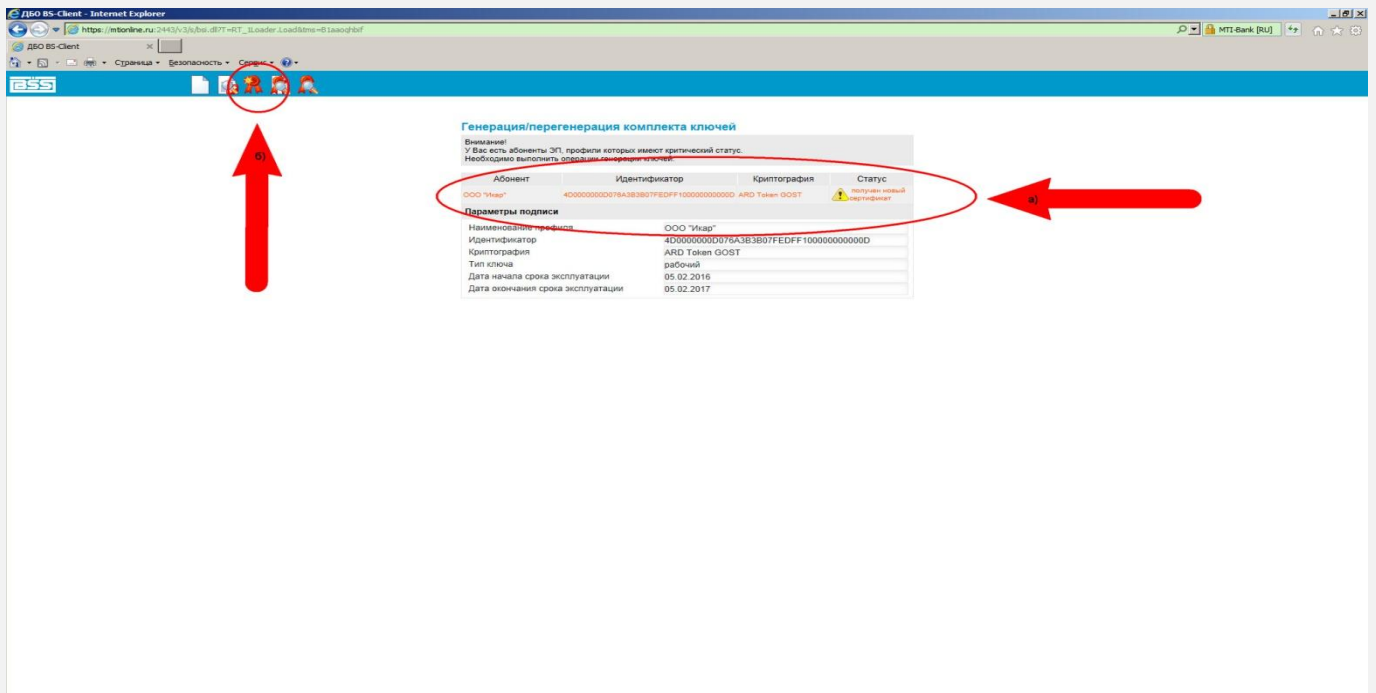 ДБО BS-Client - Internet Explorer
https://mtionline.ru:2443/v3/s/bsi.dll?T=RT_1Loader.Load&tms=B1aaoqhbif
MTI-Bank [RU]
ДБО BS-Client
Страница Безопасность Сервис
BSS
Генерация/перегенерация комплекта ключей
Внимание!
У Вас есть абоненты ЭП, профили которых имеют критический статус.
Необходимо выполнить операции генерации ключей.
Абонент Идентификатор Криптография Статус
ООО "Икар" 4D0000000D076A3B3B07FEDFF100000000000D ARD Token GOST получен новый
сертификат
Параметры подписи
Наименование профиля ООО "Икар"
Идентификатор 4D0000000D076A3B3B07FEDFF100000000000D
Криптография ARD Token GOST
Тип ключа рабочий
Дата начала срока эксплуатации 05.02.2016
Дата окончания срока эксплуатации 05.02.2017
б)
а)